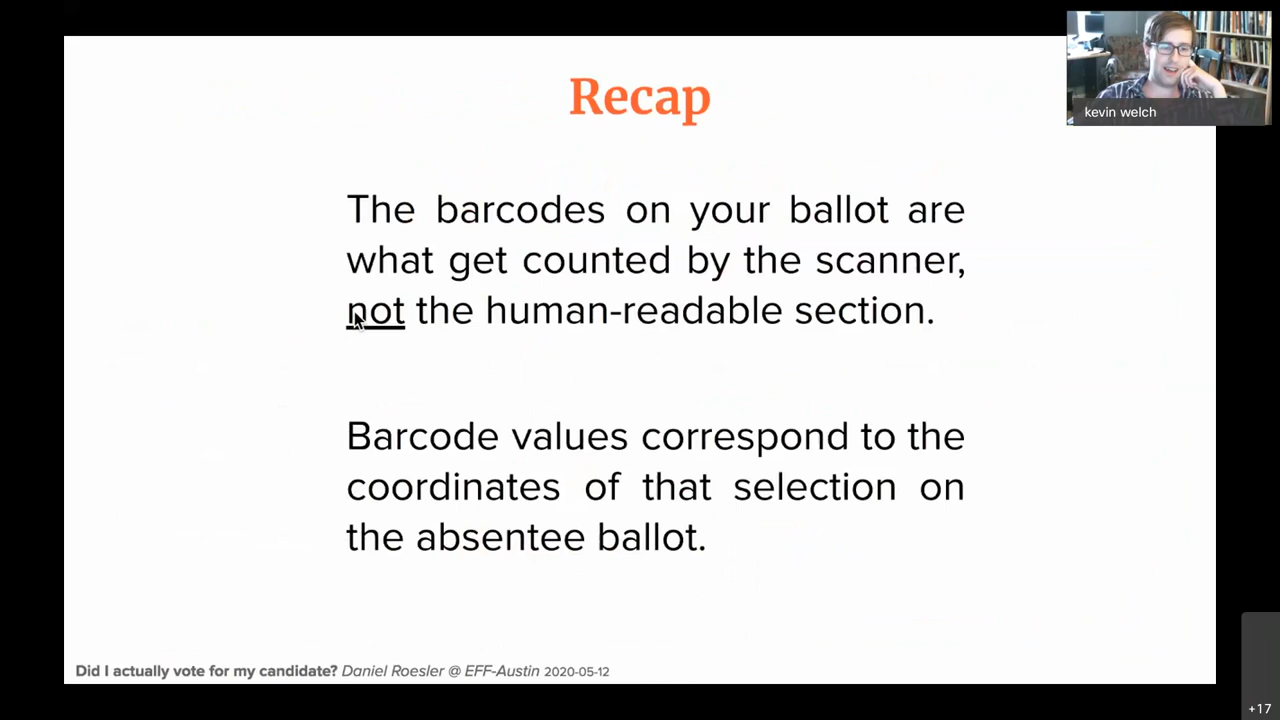 Recap
kevin welch
The barcodes on your ballot are
what get counted by the scanner,
not the human-readable section.
Barcode values correspond to the
coordinates of that selection on
the absentee ballot.
Did I actually vote for my candidate? Daniel Roesler @ EFF-Austin 2020-05-12
+17